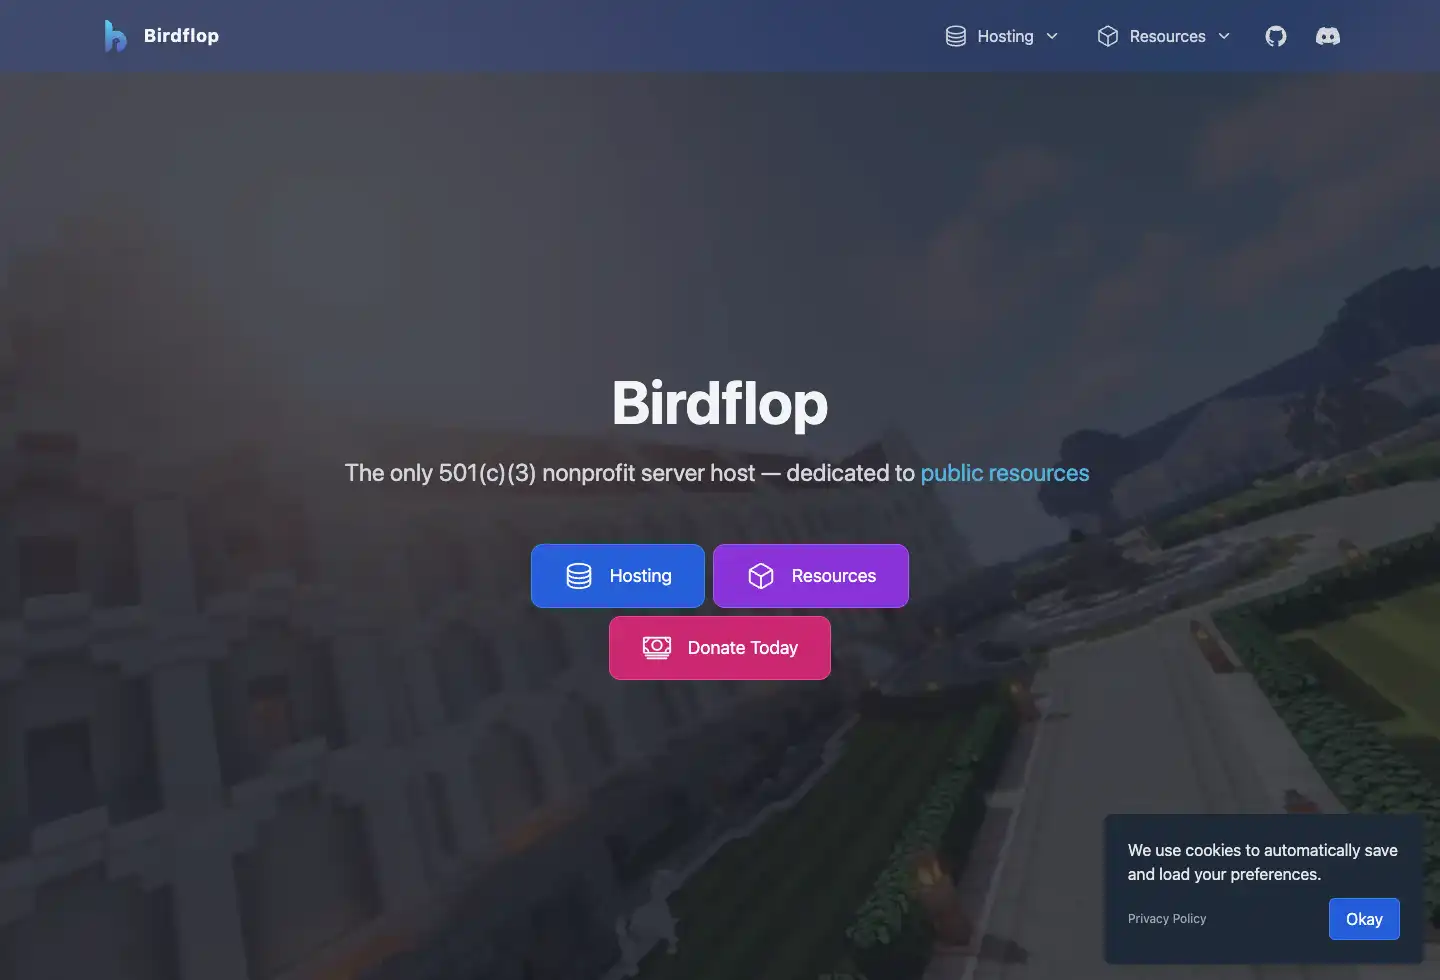 Birdflop
Hosting
Resources
Birdflop
The only 501(c)(3) nonprofit server host — dedicated to public resources
Hosting
Resources
Donate Today
We use cookies to automatically save
and load your preferences.
Privacy Policy
Okay